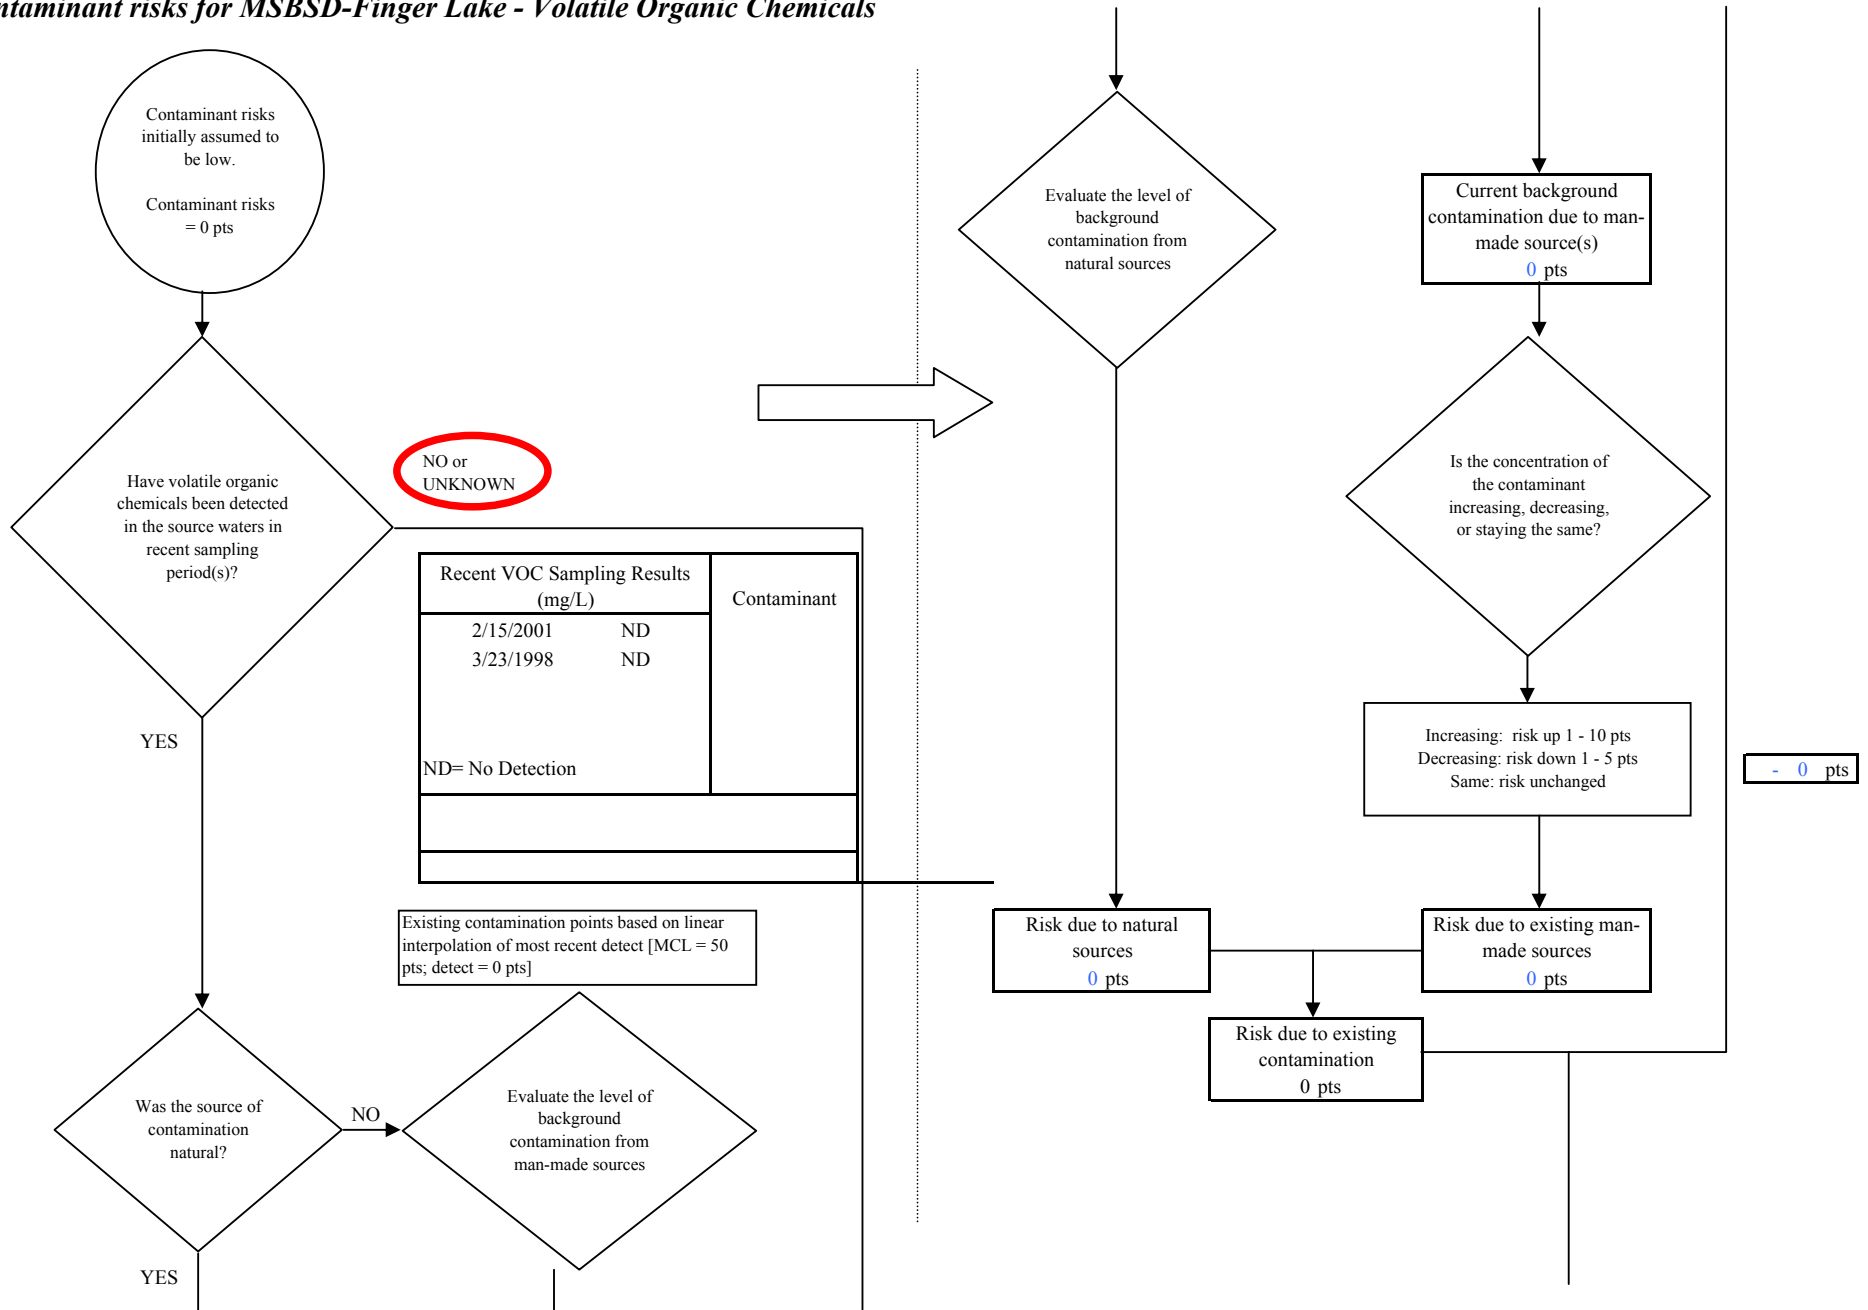 ntaminant risks for MSBSD-Finger Lake - Volatile Organic Chemicals
Contaminant risks
initially assumed to
be low.
Contaminant risks
= 0 pts
Have volatile organic
chemicals been detected
in the source waters in
recent sampling
period(s)?
NO or
UNKNOWN
YES
Recent VOC Sampling Results
(mg/L)
Contaminant
2/15/2001 ND
3/23/1998 ND
ND= No Detection
Existing contamination points based on linear
interpolation of most recent detect [MCL = 50
pts; detect = 0 pts]
Was the source of
contamination
natural?
NO
YES
Evaluate the level of
background
contamination from
man-made sources
Evaluate the level of
background
contamination from
natural sources
Current background
contamination due to man-
made source(s)
0 pts
Is the concentration of
the contaminant
increasing, decreasing,
or staying the same?
Increasing: risk up 1 - 10 pts
Decreasing: risk down 1 - 5 pts
Same: risk unchanged
- 0 pts
Risk due to natural
sources
0 pts
Risk due to existing man-
made sources
0 pts
Risk due to existing
contamination
0 pts